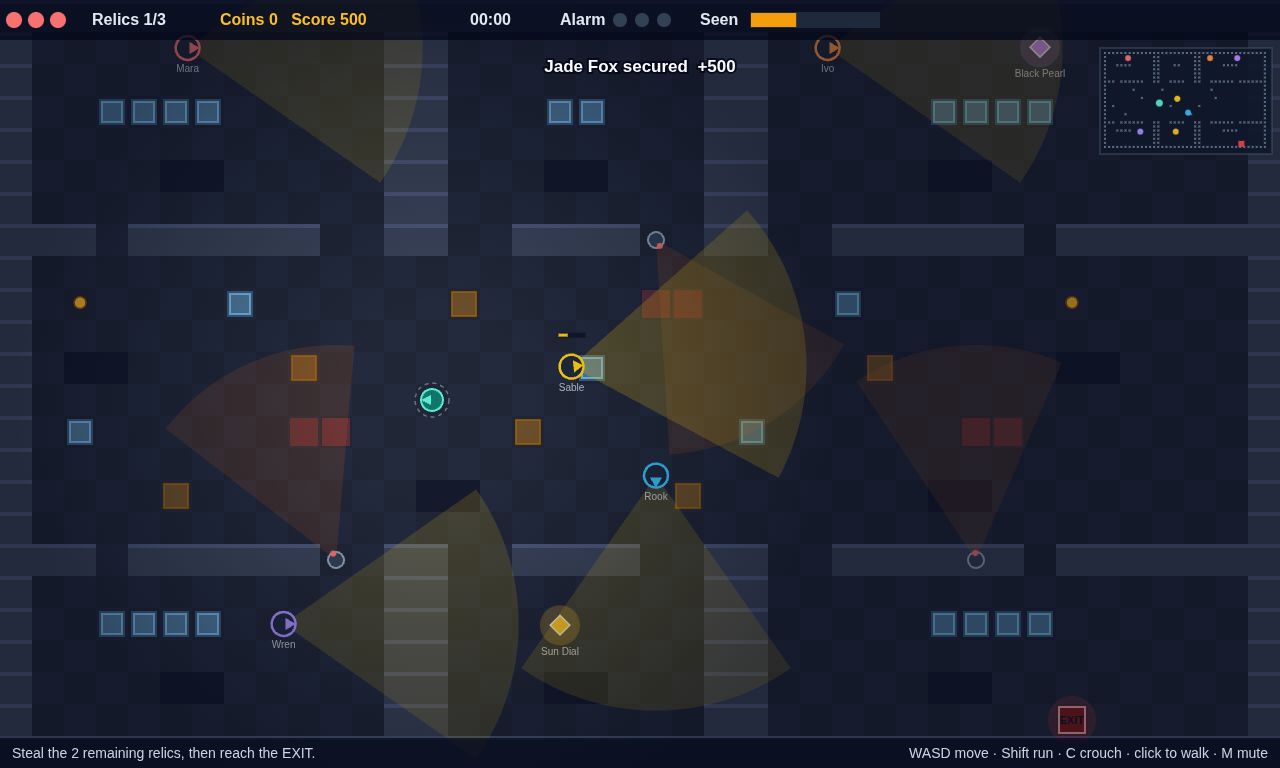 Relics 1/3 Coins 0 Score 500 00:00 Alarm Seen
Mara
Ivo
Black Pearl
Jade Fox secured +500
Sable
Rook
Wren
Sun Dial
EXIT
Steal the 2 remaining relics, then reach the EXIT.
WASD move · Shift run · C crouch · click to walk · M mute